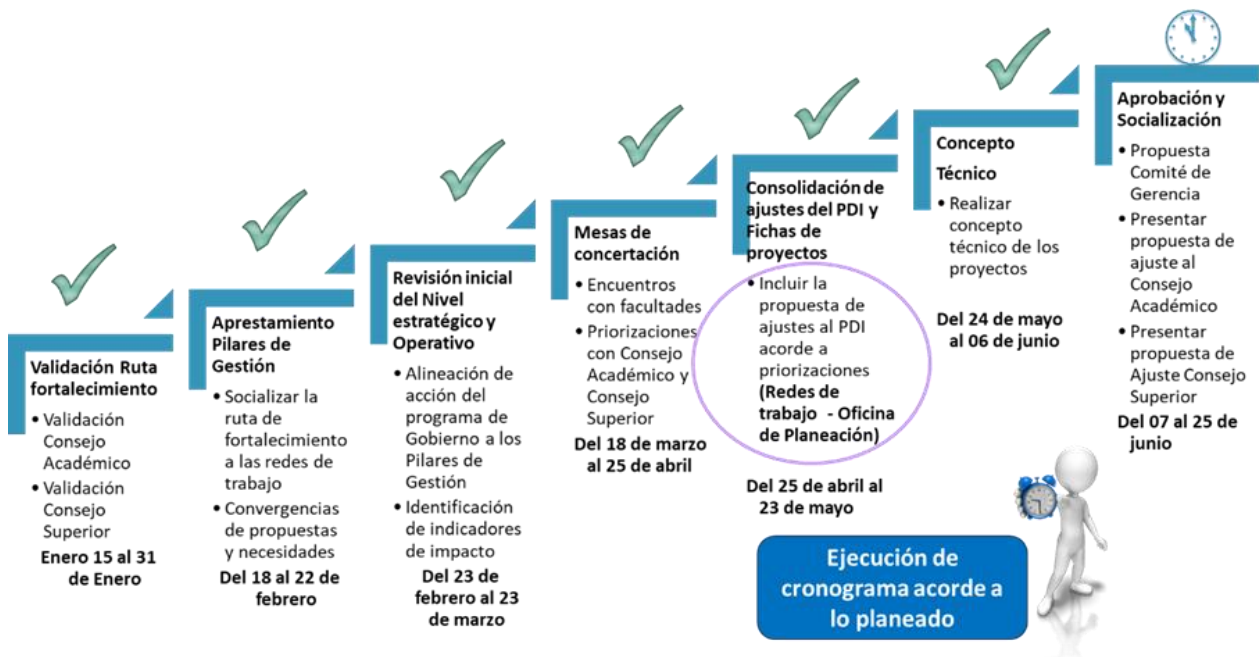 Validación Ruta
fortalecimiento
• Validación
Consejo
Académico
• Validación
Consejo
Superior
Enero 15 al 31
de Enero
Aprestamiento
Pilares de
Gestión
• Socializar la
ruta de
fortalecimiento
a las redes de
trabajo
• Convergencias
de propuestas
y necesidades
Del 18 al 22 de
febrero
Revisión inicial
del Nivel
estratégico y
Operativo
• Alineación de
acción del
programa de
Gobierno a los
Pilares de
Gestión
• Identificación
de indicadores
de impacto
Del 23 de
febrero al 23
de marzo
Mesas de
concertación
• Encuentros
con facultades
• Priorizaciones
con Consejo
Académico y
Consejo
Superior
Del 18 de marzo
al 25 de abril
Consolidación de
ajustes del PDI y
Fichas de
proyectos
• Incluir la
propuesta de
ajustes al PDI
acorde a
priorizaciones
(Redes de
trabajo - Oficina
de Planeación)
Del 25 de abril al
23 de mayo
Concepto
Técnico
• Realizar
concepto
técnico de los
proyectos
Del 24 de mayo
al 06 de junio
Aprobación y
Socialización
• Propuesta
Comité de
Gerencia
• Presentar
propuesta de
ajuste al
Consejo
Académico
• Presentar
propuesta de
Ajuste Consejo
Superior
Del 07 al 25 de
junio
Ejecución de
cronograma acorde a
lo planeado